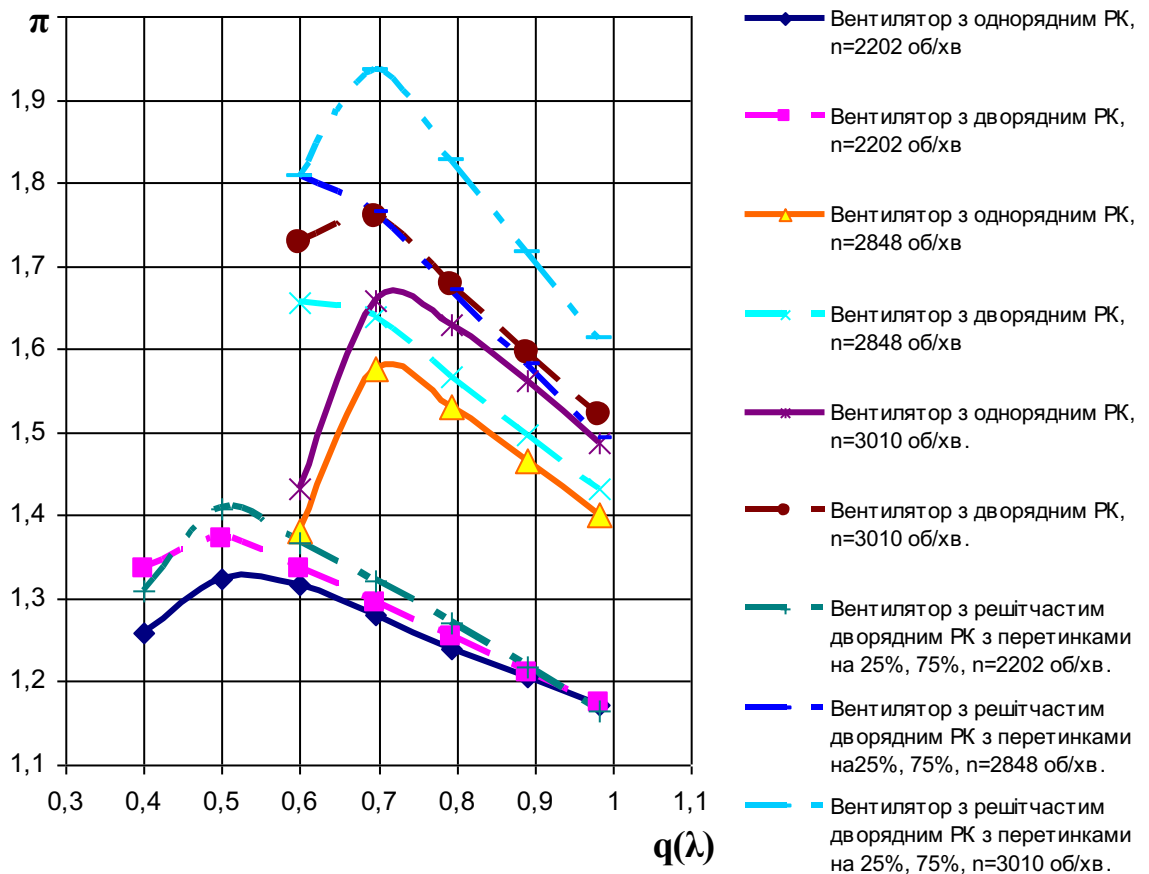 π
2
1,9
1,8
1,7
1,6
1,5
1,4
1,3
1,2
1,1
0,3 0,4 0,5 0,6 0,7 0,8 0,9 1 1,1
q(λ)
Вентилятор з однорядним РК,
n=2202 об/хв
Вентилятор з дворядним РК,
n=2202 об/хв
Вентилятор з однорядним РК,
n=2848 об/хв
Вентилятор з дворядним РК,
n=2848 об/хв
Вентилятор з однорядним РК,
n=3010 об/хв.
Вентилятор з дворядним РК,
n=3010 об/хв.
Вентилятор з решітчастим
дворядним РК з перетинками
на 25%, 75%, n=2202 об/хв.
Вентилятор з решітчастим
дворядним РК з перетинками
на25%, 75%, n=2848 об/хв.
Вентилятор з решітчастим
дворядним РК з перетинками
на 25%, 75%, n=3010 об/хв.